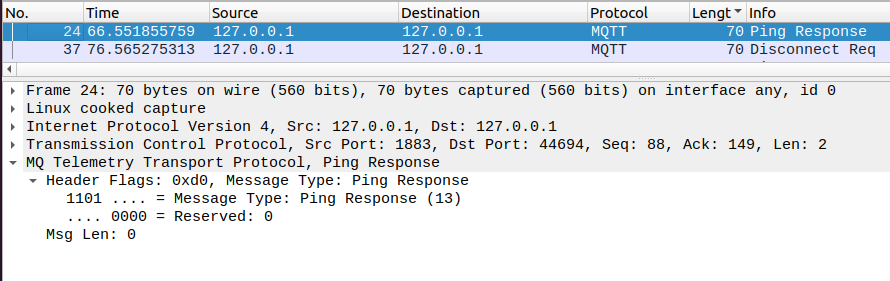 No. Time Source Destination Protocol Lengt Info
24 66.551855759 127.0.0.1 127.0.0.1 MQTT 70 Ping Response
37 76.565275313 127.0.0.1 127.0.0.1 MQTT 70 Disconnect Req
Frame 24: 70 bytes on wire (560 bits), 70 bytes captured (560 bits) on interface any, id 0
Linux cooked capture
Internet Protocol Version 4, Src: 127.0.0.1, Dst: 127.0.0.1
Transmission Control Protocol, Src Port: 1883, Dst Port: 44694, Seq: 88, Ack: 149, Len: 2
MQ Telemetry Transport Protocol, Ping Response
Header Flags: 0xd0, Message Type: Ping Response
1101 .... = Message Type: Ping Response (13)
.... 0000 = Reserved: 0
Msg Len: 0